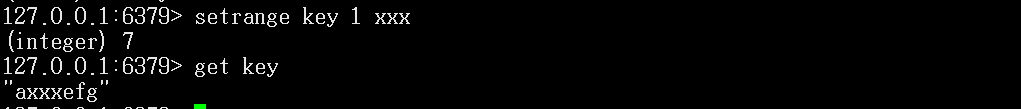 127.0.0.1:6379> setrange key 1 xxx
(integer) 7
127.0.0.1:6379> get key
"axxxefg"